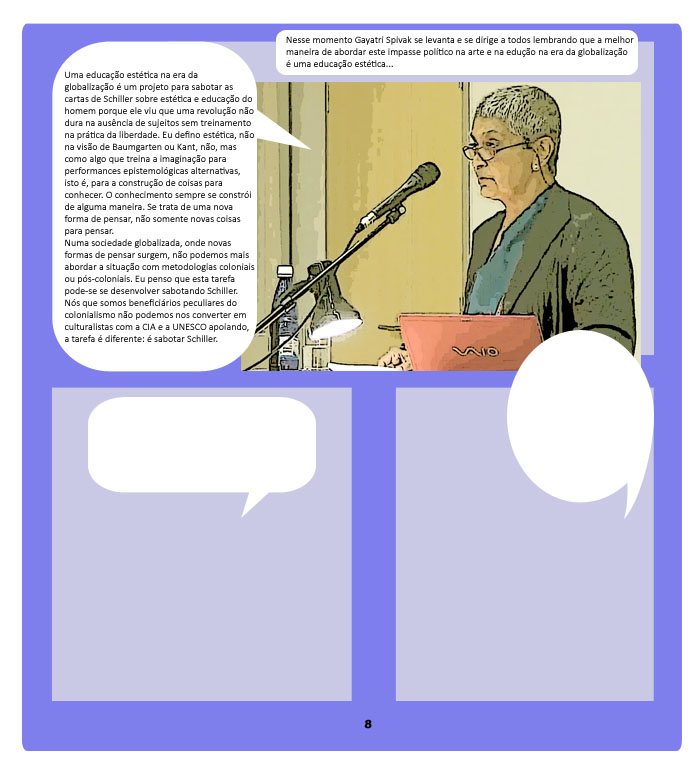 Nesse momento Gayatri Spivak se levanta e se dirige a todos lembrando que a melhor
maneira de abordar este impasse político na arte e na edução na era da globalização
é uma educação estética...
Uma educação estética na era da
globalização é um projeto para sabotar as
cartas de Schiller sobre estética e educação do
homem porque ele viu que uma revolução não
dura na ausência de sujeitos sem treinamento
na prática da liberdade. Eu defino estética, não
na visão de Baumgarten ou Kant, não, mas
como algo que treina a imaginação para
performances epistemológicas alternativas,
isto é, para a construção de coisas para
conhecer. O conhecimento sempre se constrói
de alguma maneira. Se trata de uma nova
forma de pensar, não somente novas coisas
para pensar.
Numa sociedade globalizada, onde novas
formas de pensar surgem, não podemos mais
abordar a situação com metodologias coloniais
ou pós-coloniais. Eu penso que esta tarefa
pode-se se desenvolver sabotando Schiller.
Nós que somos beneficiários peculiares do
colonialismo não podemos nos converter em
culturalistas com a CIA e a UNESCO apoiando,
a tarefa é diferente: é sabotar Schiller.
VAIO
8